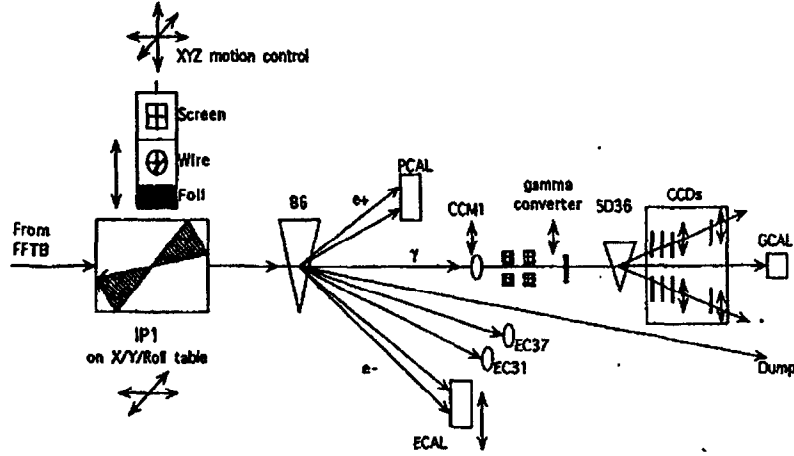 XYZ motion control
Screen
Wire
Foil
From
FFTB
IP1
on X/Y/Roll table
B6
e+
PCAL
γ
e-
ECAL
EC31
EC37
CCM1
gamma
converter
SD36
CCDs
GCAL
Dump